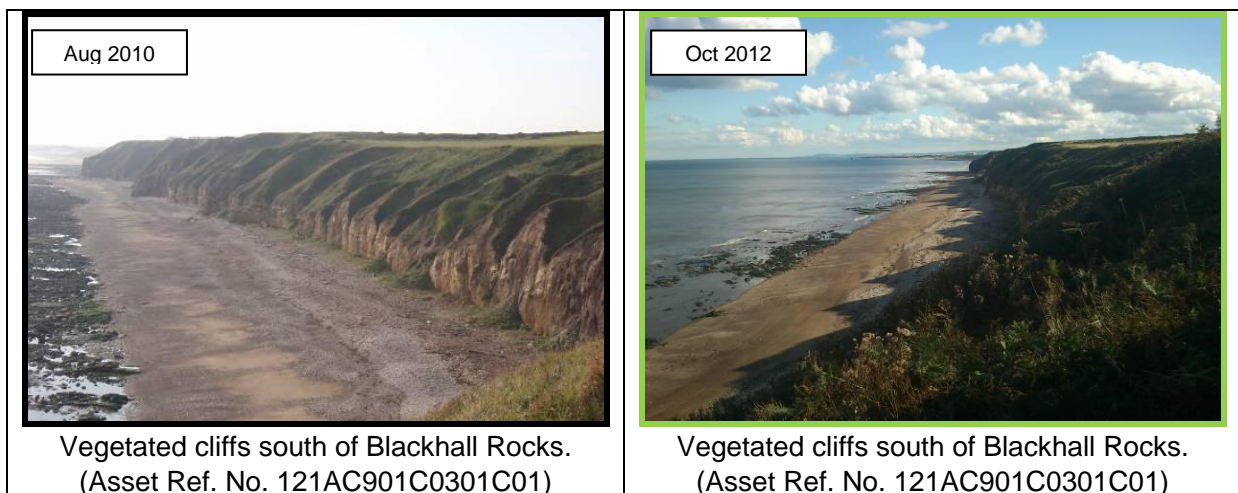 Aug 2010
Vegetated cliffs south of Blackhall Rocks.
(Asset Ref. No. 121AC901C0301C01)
Oct 2012
Vegetated cliffs south of Blackhall Rocks.
(Asset Ref. No. 121AC901C0301C01)